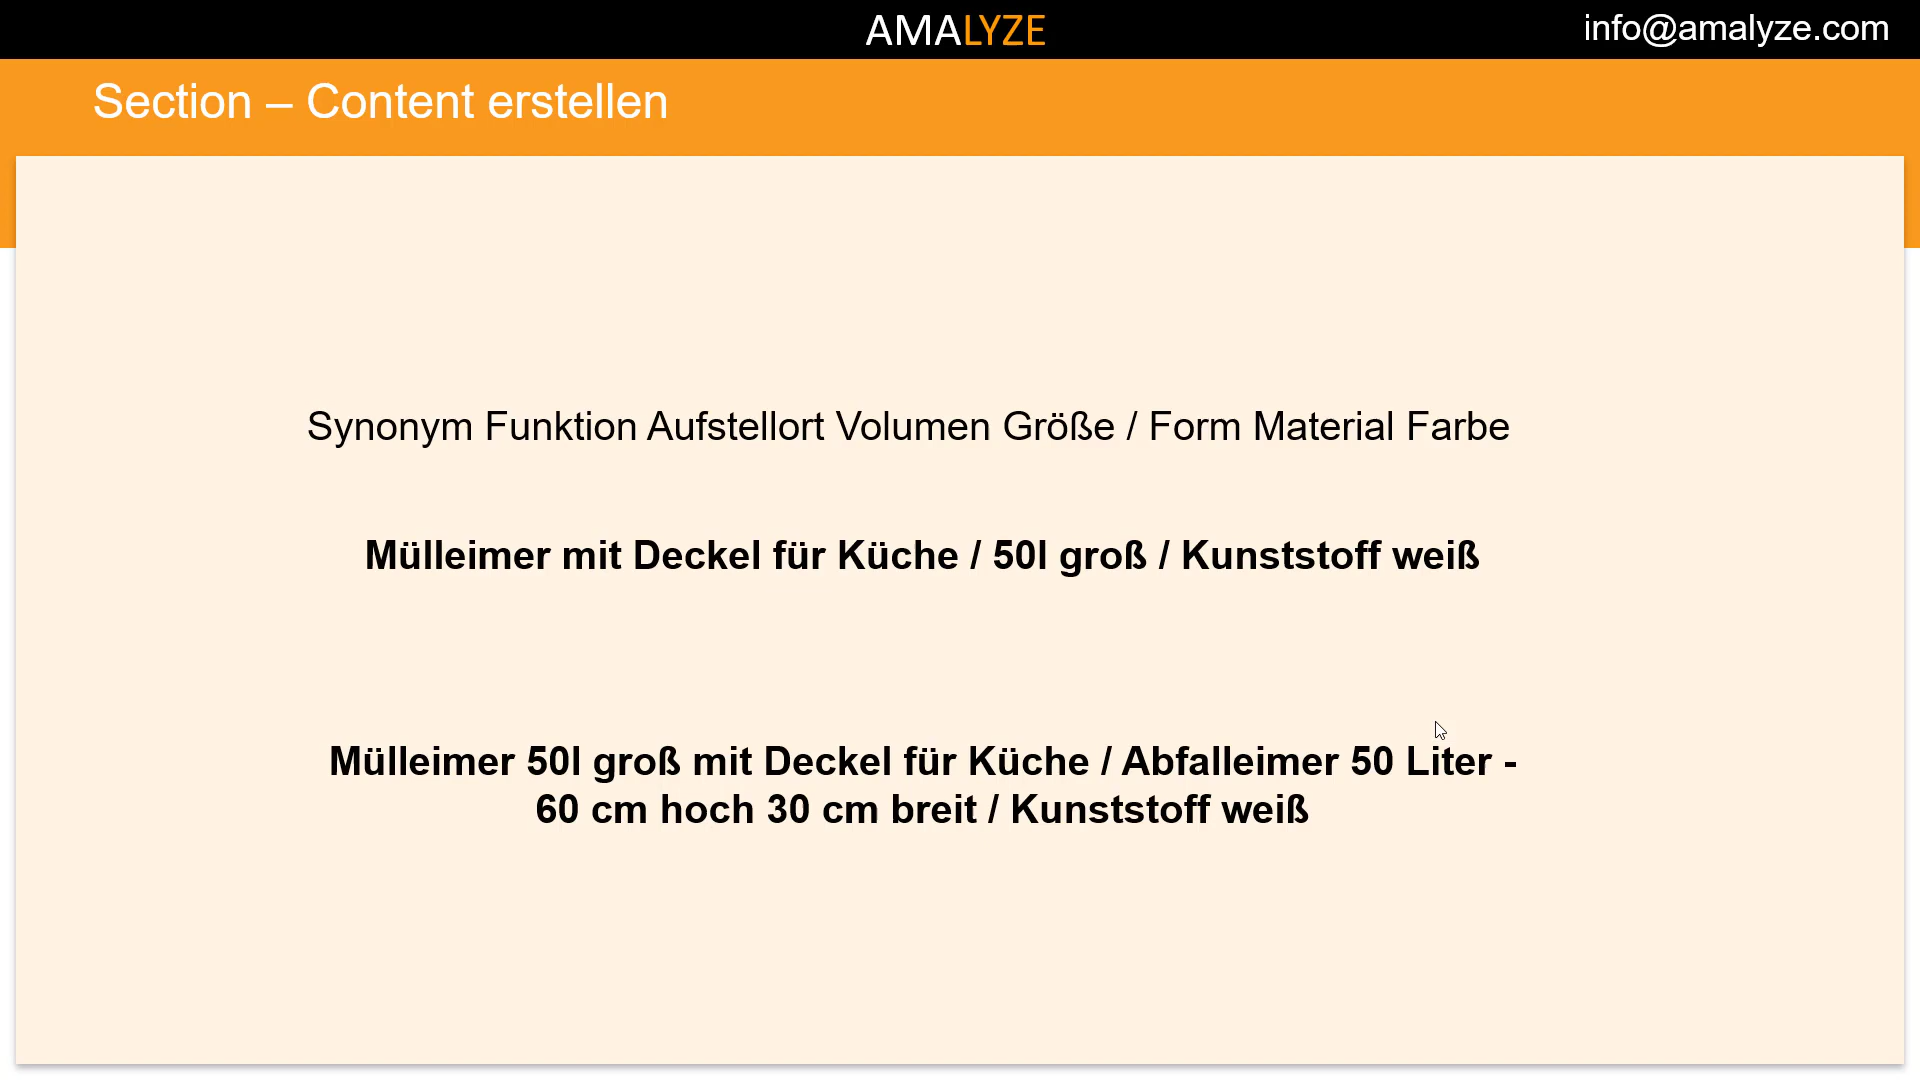 AMALYZE
info@amalyze.com
Section – Content erstellen
Synonym Funktion Aufstellort Volumen Größe / Form Material Farbe
Mülleimer mit Deckel für Küche / 50l groß / Kunststoff weiß
Mülleimer 50l groß mit Deckel für Küche / Abfalleimer 50 Liter -
60 cm hoch 30 cm breit / Kunststoff weiß